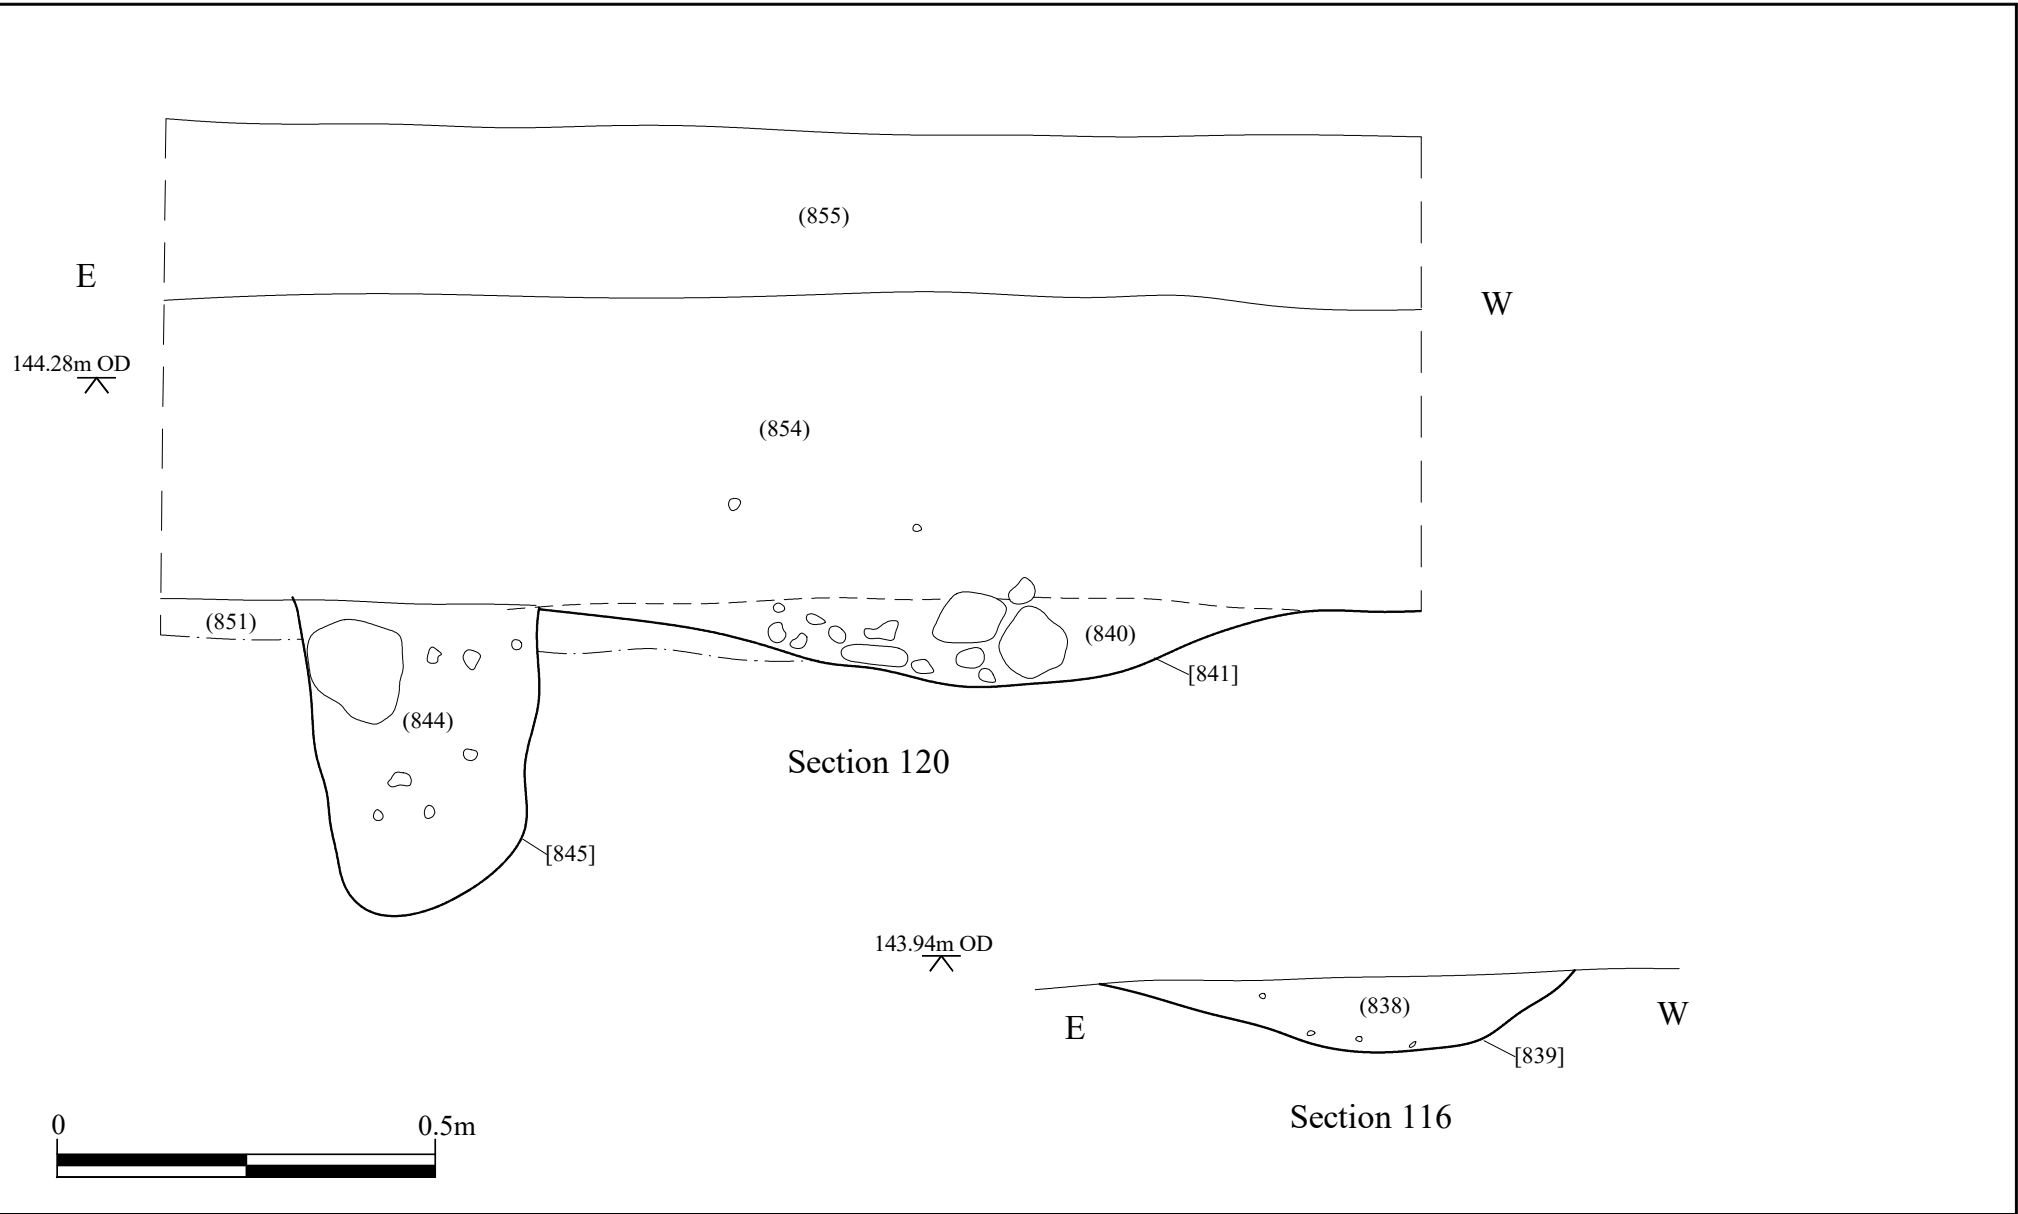 (855)
E
W
144.28m OD
(854)
(851)
(840)
[841]
(844)
Section 120
[845]
143.94m OD
(838)
E
W
[839]
Section 116
0
0.5m